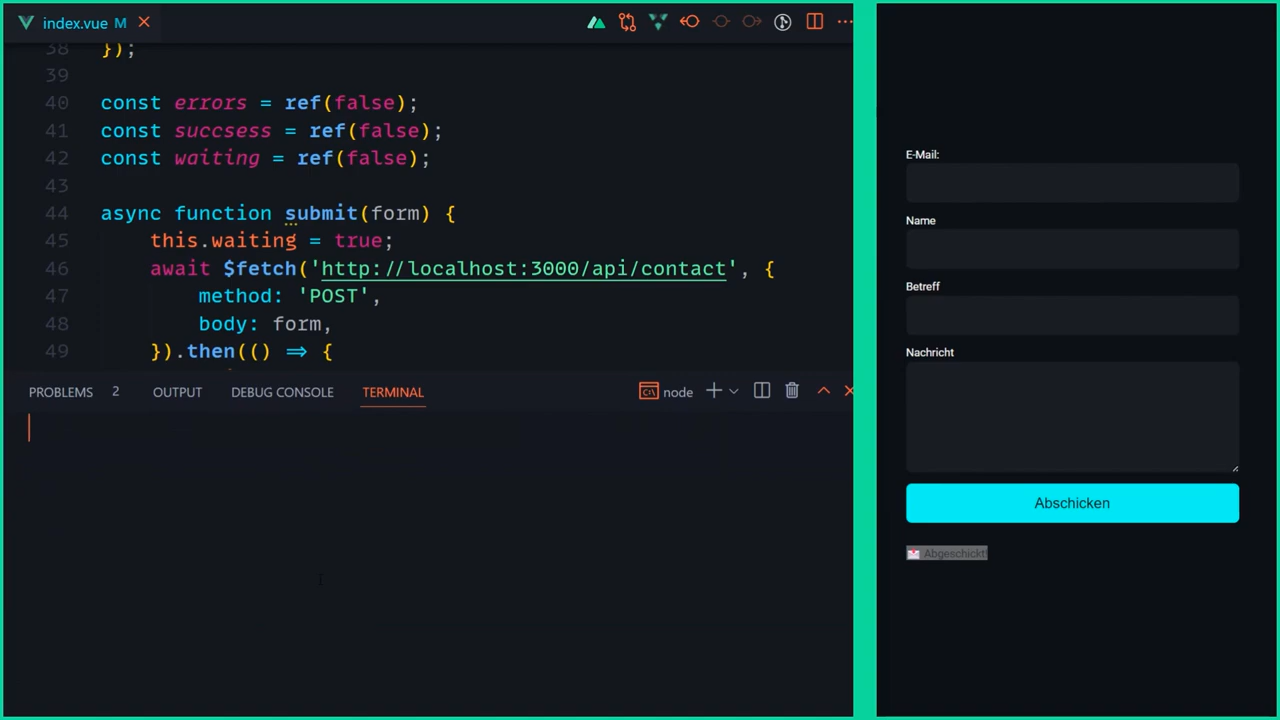 index.vue M
38 });
39
40 const errors = ref(false);
41 const succsess = ref(false);
42 const waiting = ref(false);
43
44 async function submit(form) {
45 this.waiting = true;
46 await $fetch('http://localhost:3000/api/contact', {
47 method: 'POST',
48 body: form,
49 }).then(() => {
PROBLEMS 2 OUTPUT DEBUG CONSOLE TERMINAL node
E-Mail:
Name
Betreff
Nachricht
Abschicken
📩 Abgeschickt!